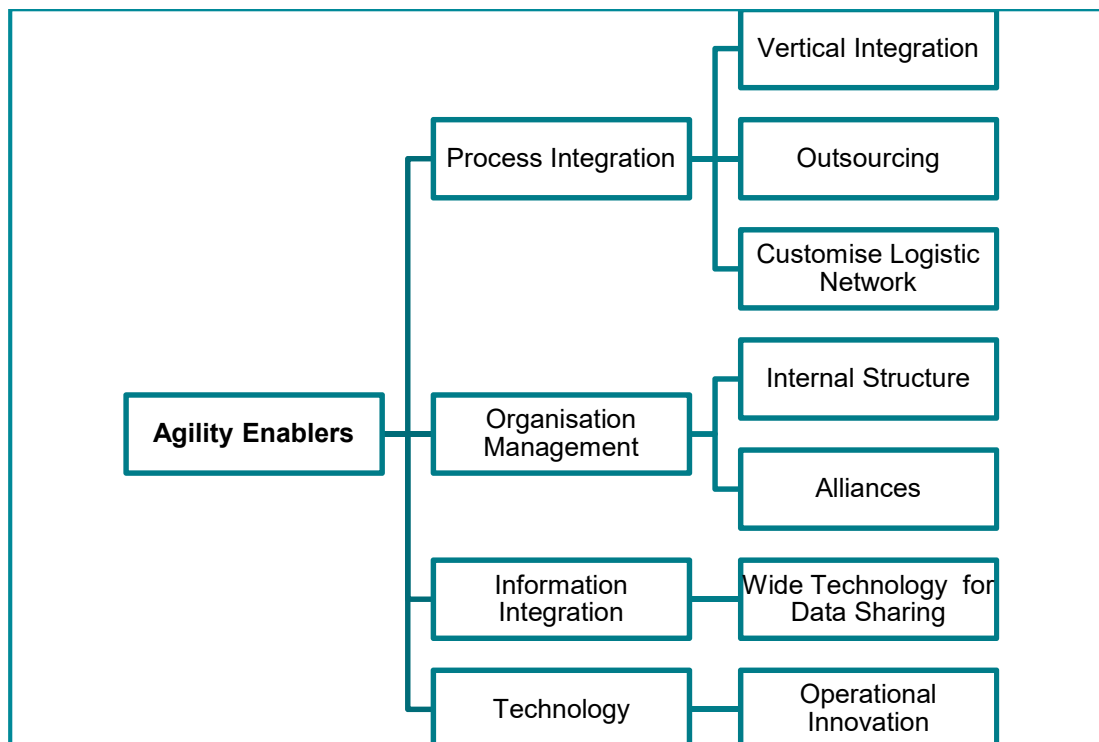 Vertical Integration
Process Integration
Outsourcing
Customise Logistic
Network
Internal Structure
Agility Enablers
Organisation
Management
Alliances
Information
Integration
Wide Technology for
Data Sharing
Technology
Operational
Innovation